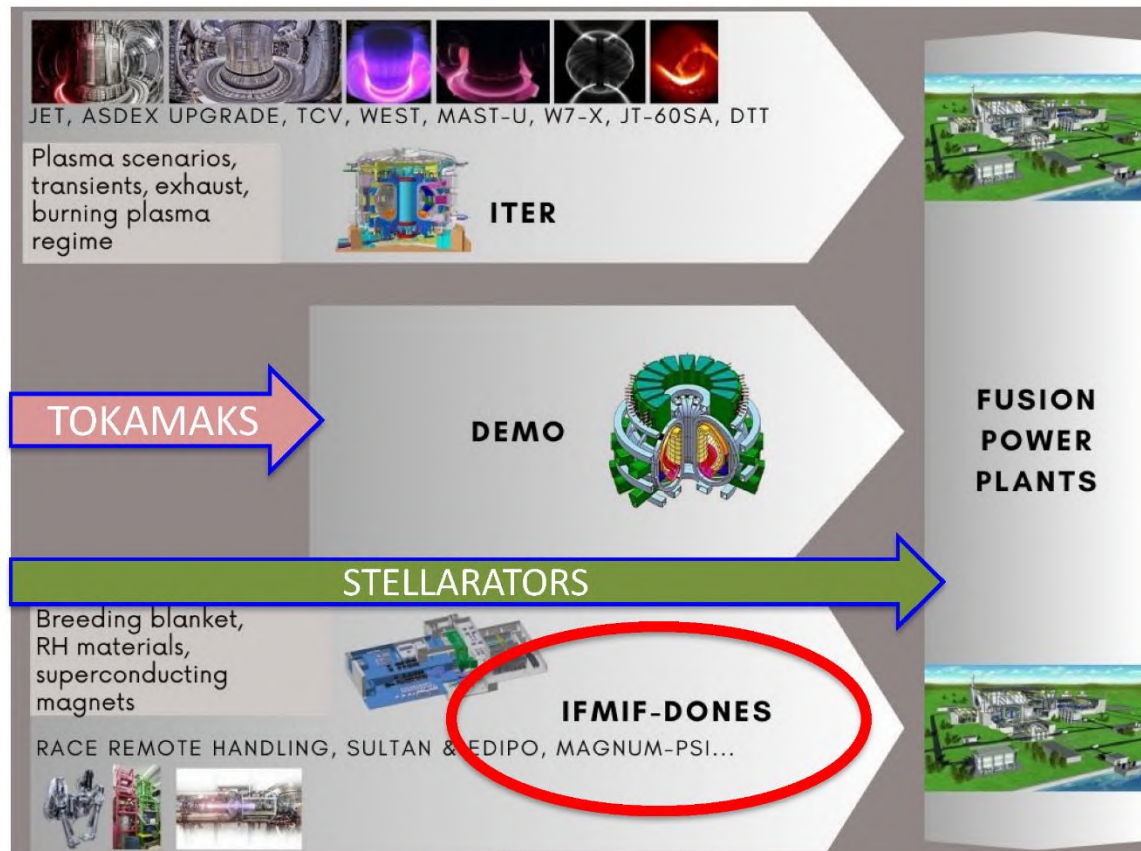 JET, ASDEX UPGRADE, TCV, WEST, MAST-U, W7-X, JT-60SA, DTT
Plasma scenarios,
transients, exhaust,
burning plasma
regime
ITER
TOKAMAKS
DEMO
FUSION
POWER
PLANTS
STELLARATORS
Breeding blanket,
RH materials,
superconducting
magnets
IFMIF-DONES
RACE REMOTE HANDLING, SULTAN & EDIPO, MAGNUM-PSI...